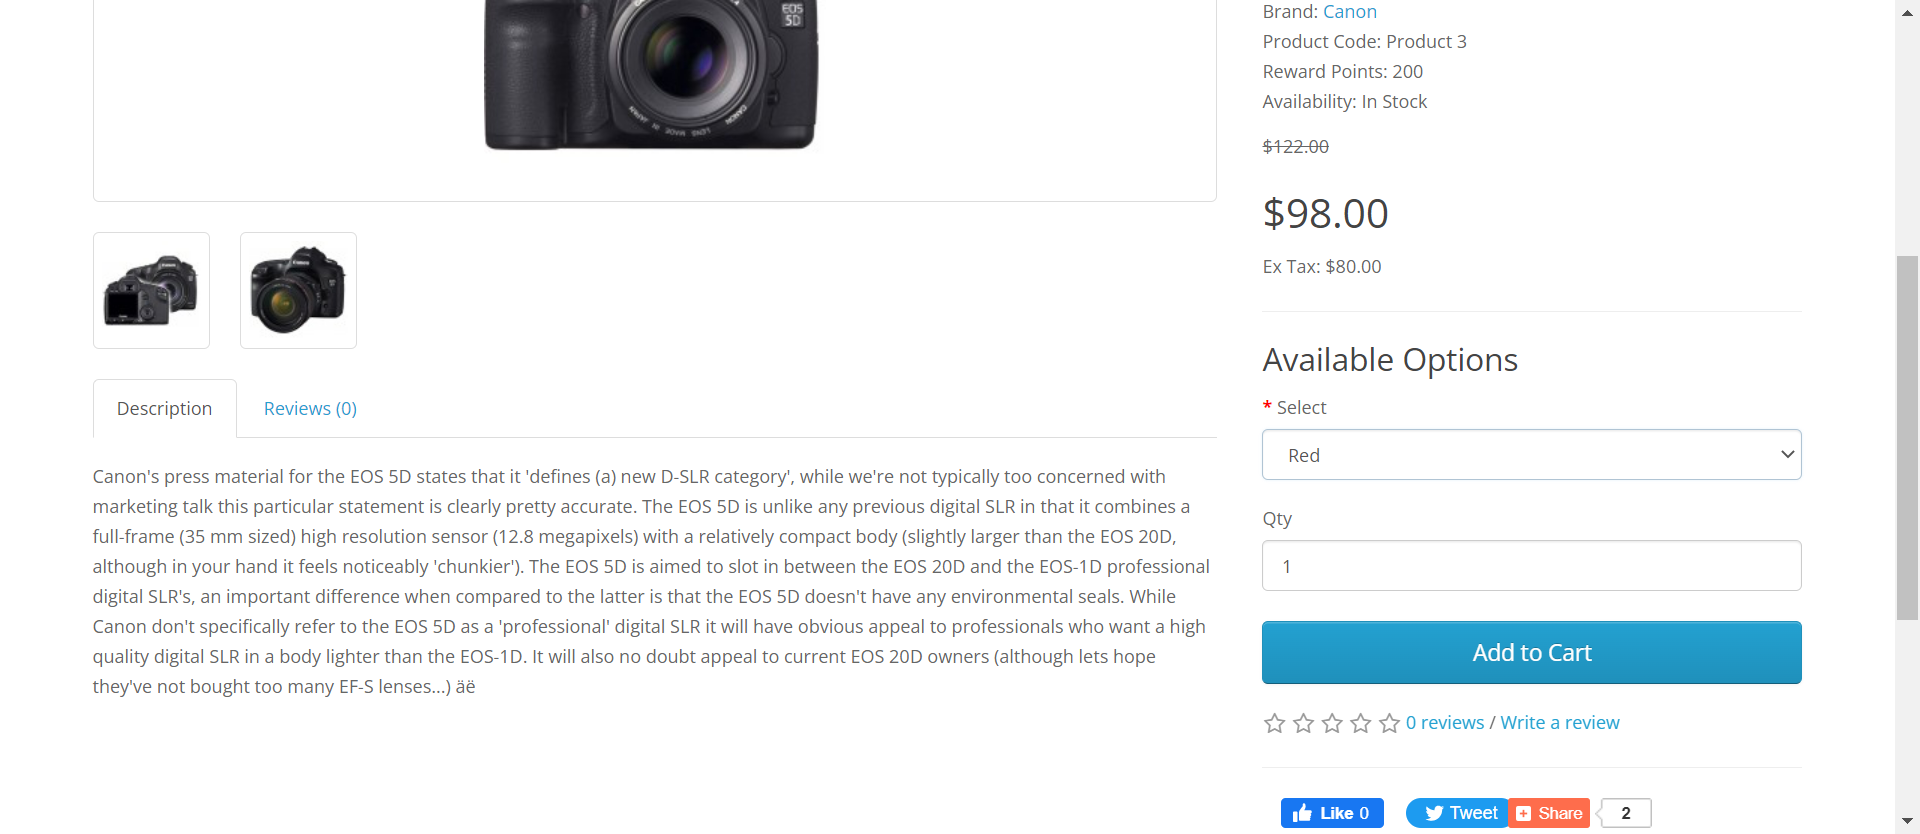 EOS
5D
CANON
LENS MADE IN JAPAN
Brand: Canon
Product Code: Product 3
Reward Points: 200
Availability: In Stock
$122.00
$98.00
Ex Tax: $80.00
Available Options
* Select
Red
Qty
1
Add to Cart
0 reviews / Write a review
Like 0
Tweet
Share
2
Canon
Description
Reviews (0)
Canon's press material for the EOS 5D states that it 'defines (a) new D-SLR category', while we're not typically too concerned with
marketing talk this particular statement is clearly pretty accurate. The EOS 5D is unlike any previous digital SLR in that it combines a
full-frame (35 mm sized) high resolution sensor (12.8 megapixels) with a relatively compact body (slightly larger than the EOS 20D,
although in your hand it feels noticeably 'chunkier'). The EOS 5D is aimed to slot in between the EOS 20D and the EOS-1D professional
digital SLR's, an important difference when compared to the latter is that the EOS 5D doesn't have any environmental seals. While
Canon don't specifically refer to the EOS 5D as a 'professional' digital SLR it will have obvious appeal to professionals who want a high
quality digital SLR in a body lighter than the EOS-1D. It will also no doubt appeal to current EOS 20D owners (although lets hope
they've not bought too many EF-S lenses...) äë